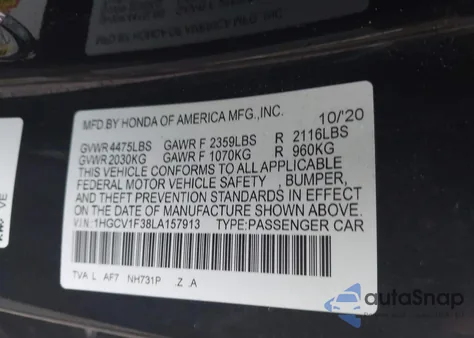 MFD BY HONDA OF AMERICA MFG.,INC. 10/'20
GVWR 4475LBS GAWR F 2359LBS R 2116LBS
GVWR 2030KG GAWR F 1070KG R 960KG
THIS VEHICLE CONFORMS TO ALL APPLICABLE
FEDERAL MOTOR VEHICLE SAFETY , BUMPER,
AND THEFT PREVENTION STANDARDS IN EFFECT
ON THE DATE OF MANUFACTURE SHOWN ABOVE.
V.I.N: 1HGCV1F38LA157913 TYPE:PASSENGER CAR
TVA L AF7 NH731P .Z .A
VE
autoSnap